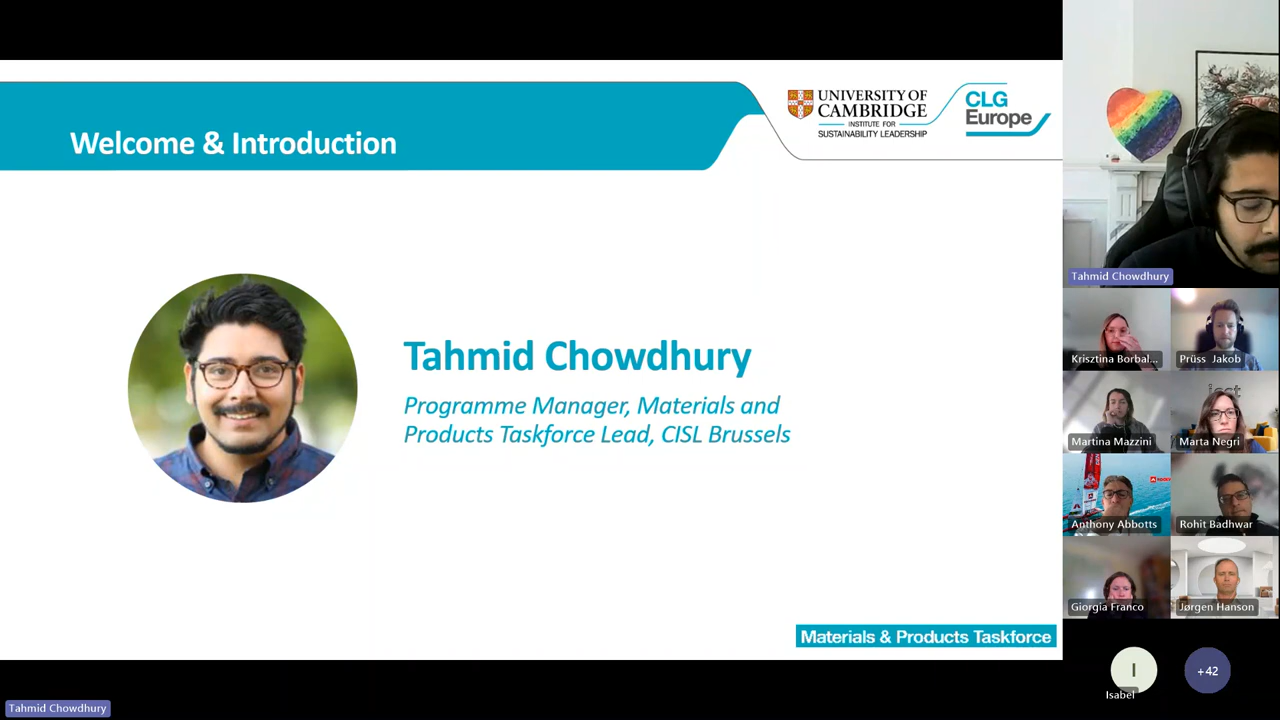 Welcome & Introduction
UNIVERSITY OF
CAMBRIDGE
INSTITUTE FOR
SUSTAINABILITY LEADERSHIP
CLG
Europe
Tahmid Chowdhury
Programme Manager, Materials and
Products Taskforce Lead, CISL Brussels
Materials & Products Taskforce
Tahmid Chowdhury
Tahmid Chowdhury
Krisztina Borbal...
Prüss Jakob
Martina Mazzini
Marta Negri
Anthony Abbotts
Rohit Badhwar
Giorgia Franco
Jørgen Hanson
I
Isabel
+42